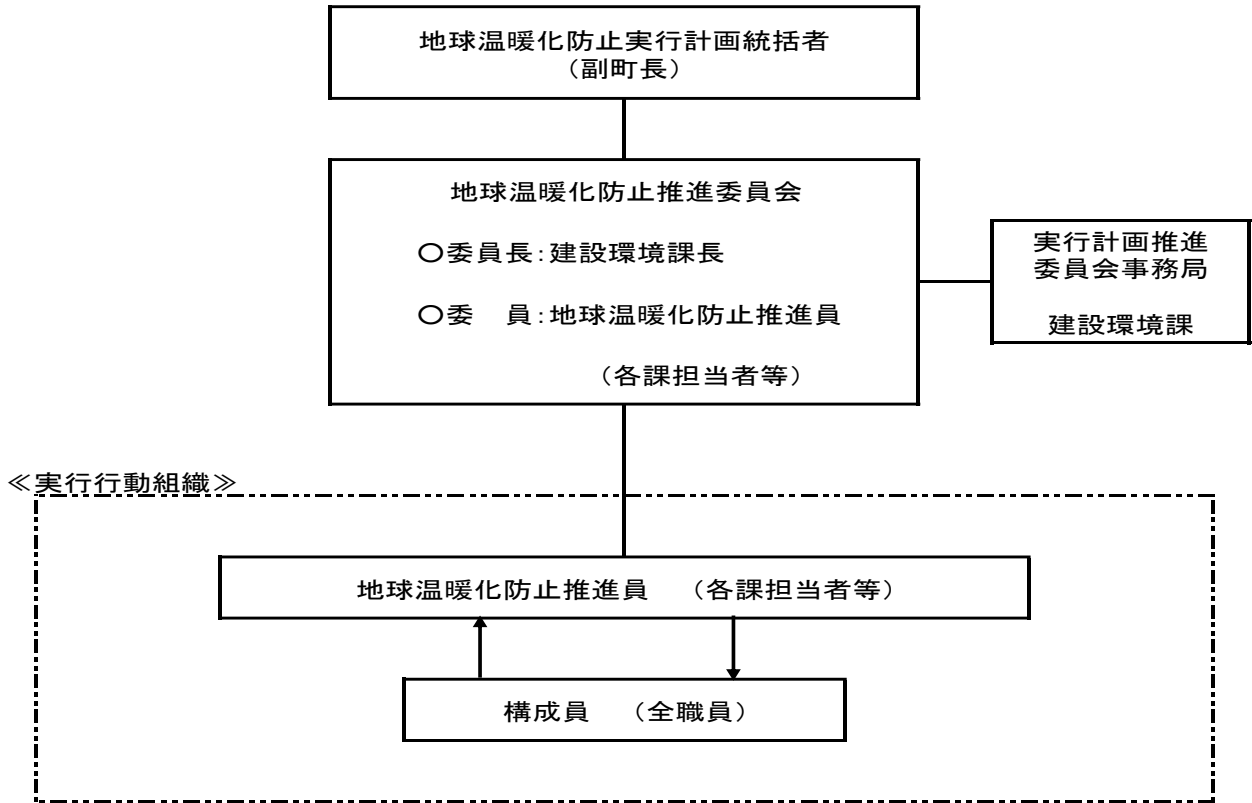 地球温暖化防止実行計画統括者
（副町長）
地球温暖化防止推進委員会
○委員長：建設環境課長
○委　員：地球温暖化防止推進員
（各課担当者等）
実行計画推進
委員会事務局
建設環境課
≪実行行動組織≫
地球温暖化防止推進員　（各課担当者等）
構成員　（全職員）